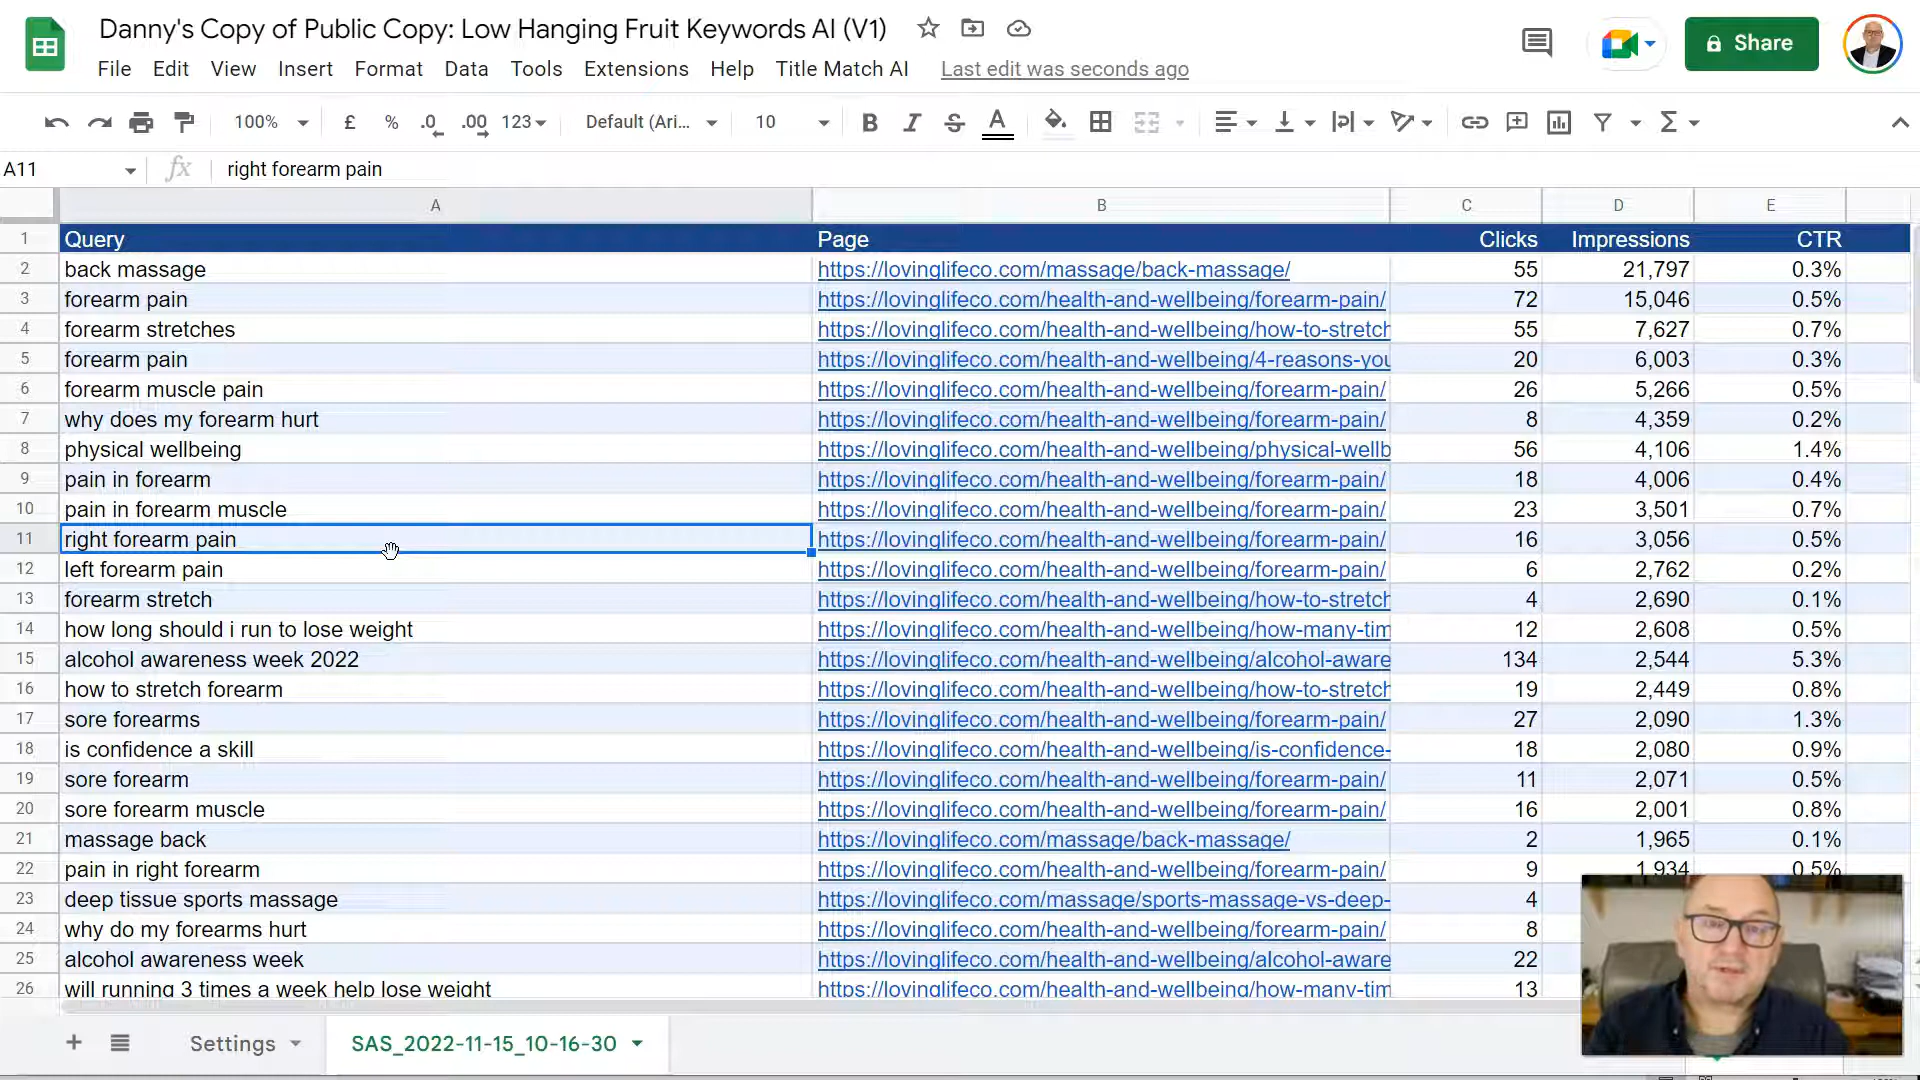 Danny's Copy of Public Copy: Low Hanging Fruit Keywords AI (V1)
Share
File Edit View Insert Format Data Tools Extensions Help Title Match AI Last edit was seconds ago
100% £ % .0 .00 123 Default (Ari... 10 B I S A Σ
A11 fx right forearm pain
A B C D E
1 Query Page Clicks Impressions CTR
2 back massage https://lovinglifeco.com/massage/back-massage/ 55 21,797 0.3%
3 forearm pain https://lovinglifeco.com/health-and-wellbeing/forearm-pain/ 72 15,046 0.5%
4 forearm stretches https://lovinglifeco.com/health-and-wellbeing/how-to-stretch 55 7,627 0.7%
5 forearm pain https://lovinglifeco.com/health-and-wellbeing/4-reasons-you 20 6,003 0.3%
6 forearm muscle pain https://lovinglifeco.com/health-and-wellbeing/forearm-pain/ 26 5,266 0.5%
7 why does my forearm hurt https://lovinglifeco.com/health-and-wellbeing/forearm-pain/ 8 4,359 0.2%
8 physical wellbeing https://lovinglifeco.com/health-and-wellbeing/physical-wellb 56 4,106 1.4%
9 pain in forearm https://lovinglifeco.com/health-and-wellbeing/forearm-pain/ 18 4,006 0.4%
10 pain in forearm muscle https://lovinglifeco.com/health-and-wellbeing/forearm-pain/ 23 3,501 0.7%
11 right forearm pain https://lovinglifeco.com/health-and-wellbeing/forearm-pain/ 16 3,056 0.5%
12 left forearm pain https://lovinglifeco.com/health-and-wellbeing/forearm-pain/ 6 2,762 0.2%
13 forearm stretch https://lovinglifeco.com/health-and-wellbeing/how-to-stretch 4 2,690 0.1%
14 how long should i run to lose weight https://lovinglifeco.com/health-and-wellbeing/how-many-tim 12 2,608 0.5%
15 alcohol awareness week 2022 https://lovinglifeco.com/health-and-wellbeing/alcohol-aware 134 2,544 5.3%
16 how to stretch forearm https://lovinglifeco.com/health-and-wellbeing/how-to-stretch 19 2,449 0.8%
17 sore forearms https://lovinglifeco.com/health-and-wellbeing/forearm-pain/ 27 2,090 1.3%
18 is confidence a skill https://lovinglifeco.com/health-and-wellbeing/is-confidence- 18 2,080 0.9%
19 sore forearm https://lovinglifeco.com/health-and-wellbeing/forearm-pain/ 11 2,071 0.5%
20 sore forearm muscle https://lovinglifeco.com/health-and-wellbeing/forearm-pain/ 16 2,001 0.8%
21 massage back https://lovinglifeco.com/massage/back-massage/ 2 1,965 0.1%
22 pain in right forearm https://lovinglifeco.com/health-and-wellbeing/forearm-pain/ 9 1,934 0.5%
23 deep tissue sports massage https://lovinglifeco.com/massage/sports-massage-vs-deep- 4
24 why do my forearms hurt https://lovinglifeco.com/health-and-wellbeing/forearm-pain/ 8
25 alcohol awareness week https://lovinglifeco.com/health-and-wellbeing/alcohol-aware 22
26 will running 3 times a week help lose weight https://lovinglifeco.com/health-and-wellbeing/how-many-tim 13
Settings SAS_2022-11-15_10-16-30